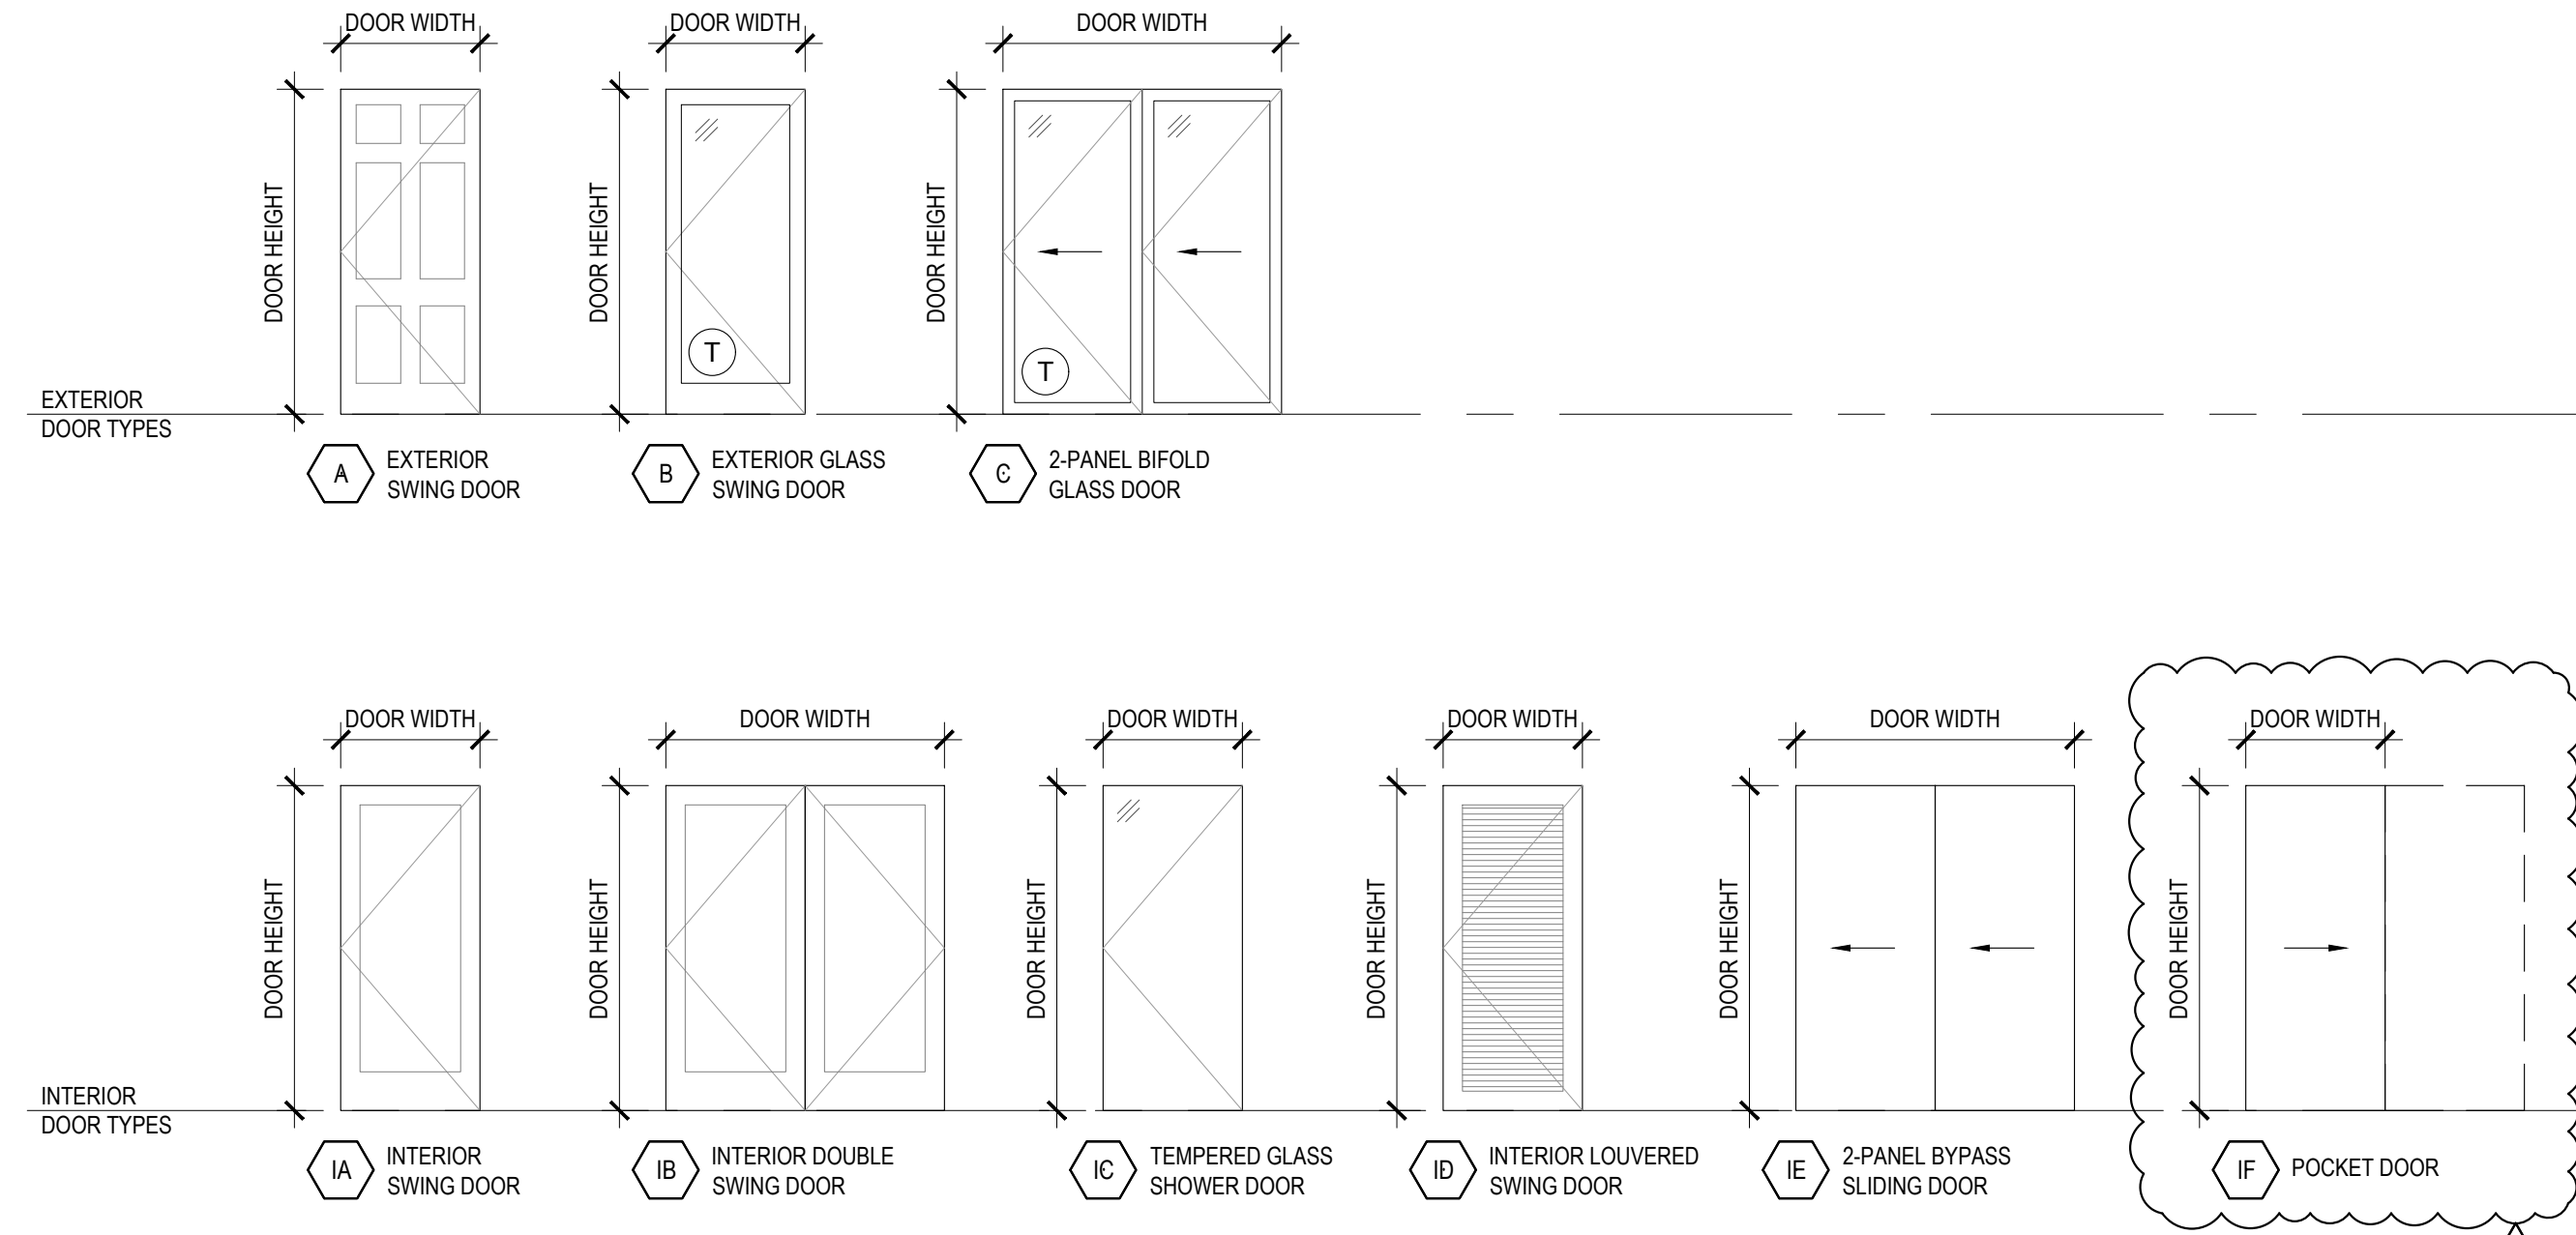 DOOR WIDTH
DOOR WIDTH
DOOR WIDTH
DOOR HEIGHT
DOOR HEIGHT
DOOR HEIGHT
T
T
EXTERIOR
DOOR TYPES
A
EXTERIOR
SWING DOOR
B
EXTERIOR GLASS
SWING DOOR
C
2-PANEL BIFOLD
GLASS DOOR
DOOR WIDTH
DOOR WIDTH
DOOR WIDTH
DOOR WIDTH
DOOR WIDTH
DOOR WIDTH
DOOR HEIGHT
DOOR HEIGHT
DOOR HEIGHT
DOOR HEIGHT
DOOR HEIGHT
DOOR HEIGHT
INTERIOR
DOOR TYPES
IA
INTERIOR
SWING DOOR
IB
INTERIOR DOUBLE
SWING DOOR
IC
TEMPERED GLASS
SHOWER DOOR
ID
INTERIOR LOUVERED
SWING DOOR
IE
2-PANEL BYPASS
SLIDING DOOR
IF
POCKET DOOR